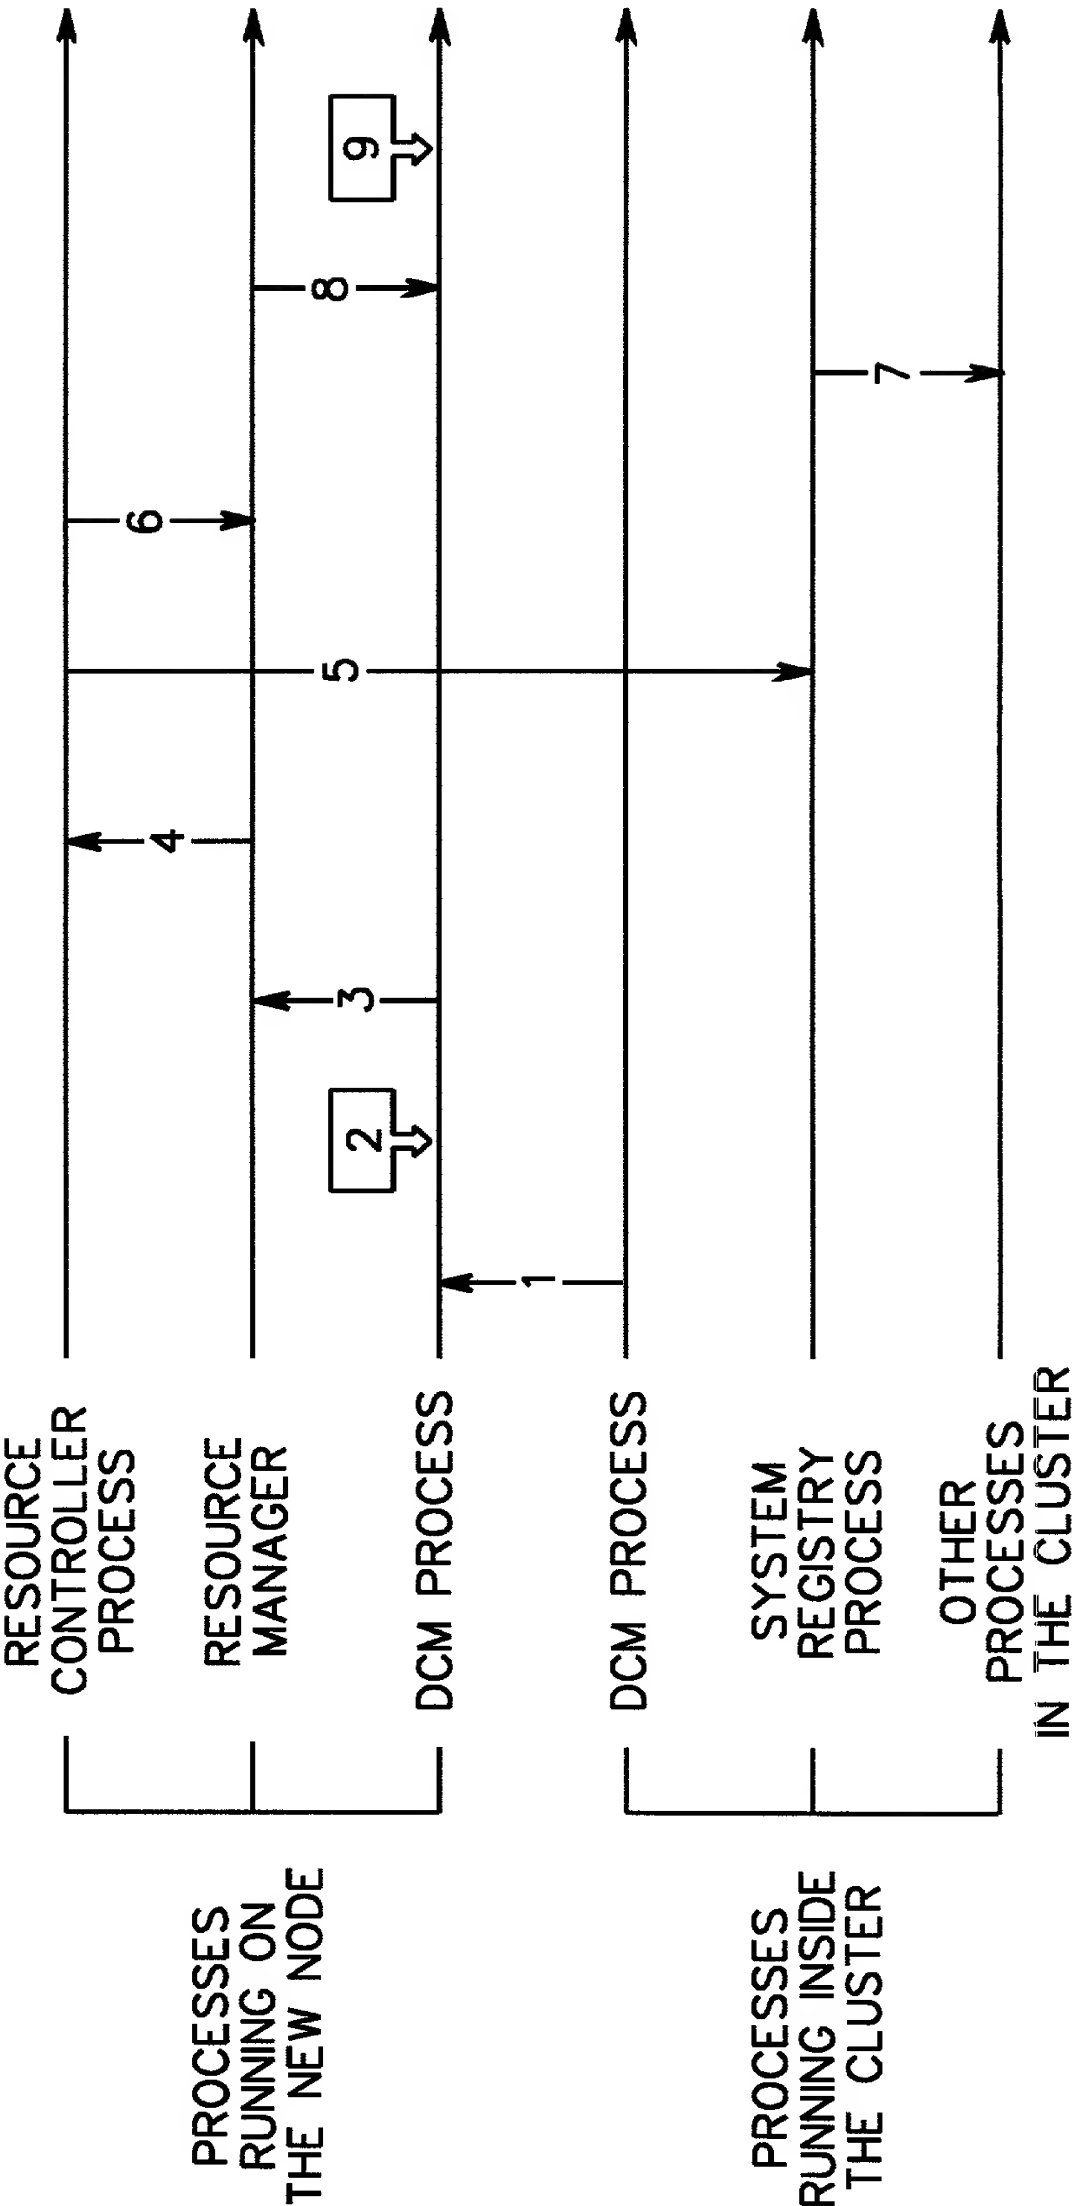 PROCESSES
RUNNING ON
THE NEW NODE
RESOURCE
CONTROLLER
PROCESS
RESOURCE
MANAGER
DCM PROCESS
PROCESSES
RUNNING INSIDE
THE CLUSTER
DCM PROCESS
SYSTEM
REGISTRY
PROCESS
OTHER
PROCESSES
IN THE CLUSTER
1
2
3
4
5
6
7
8
9